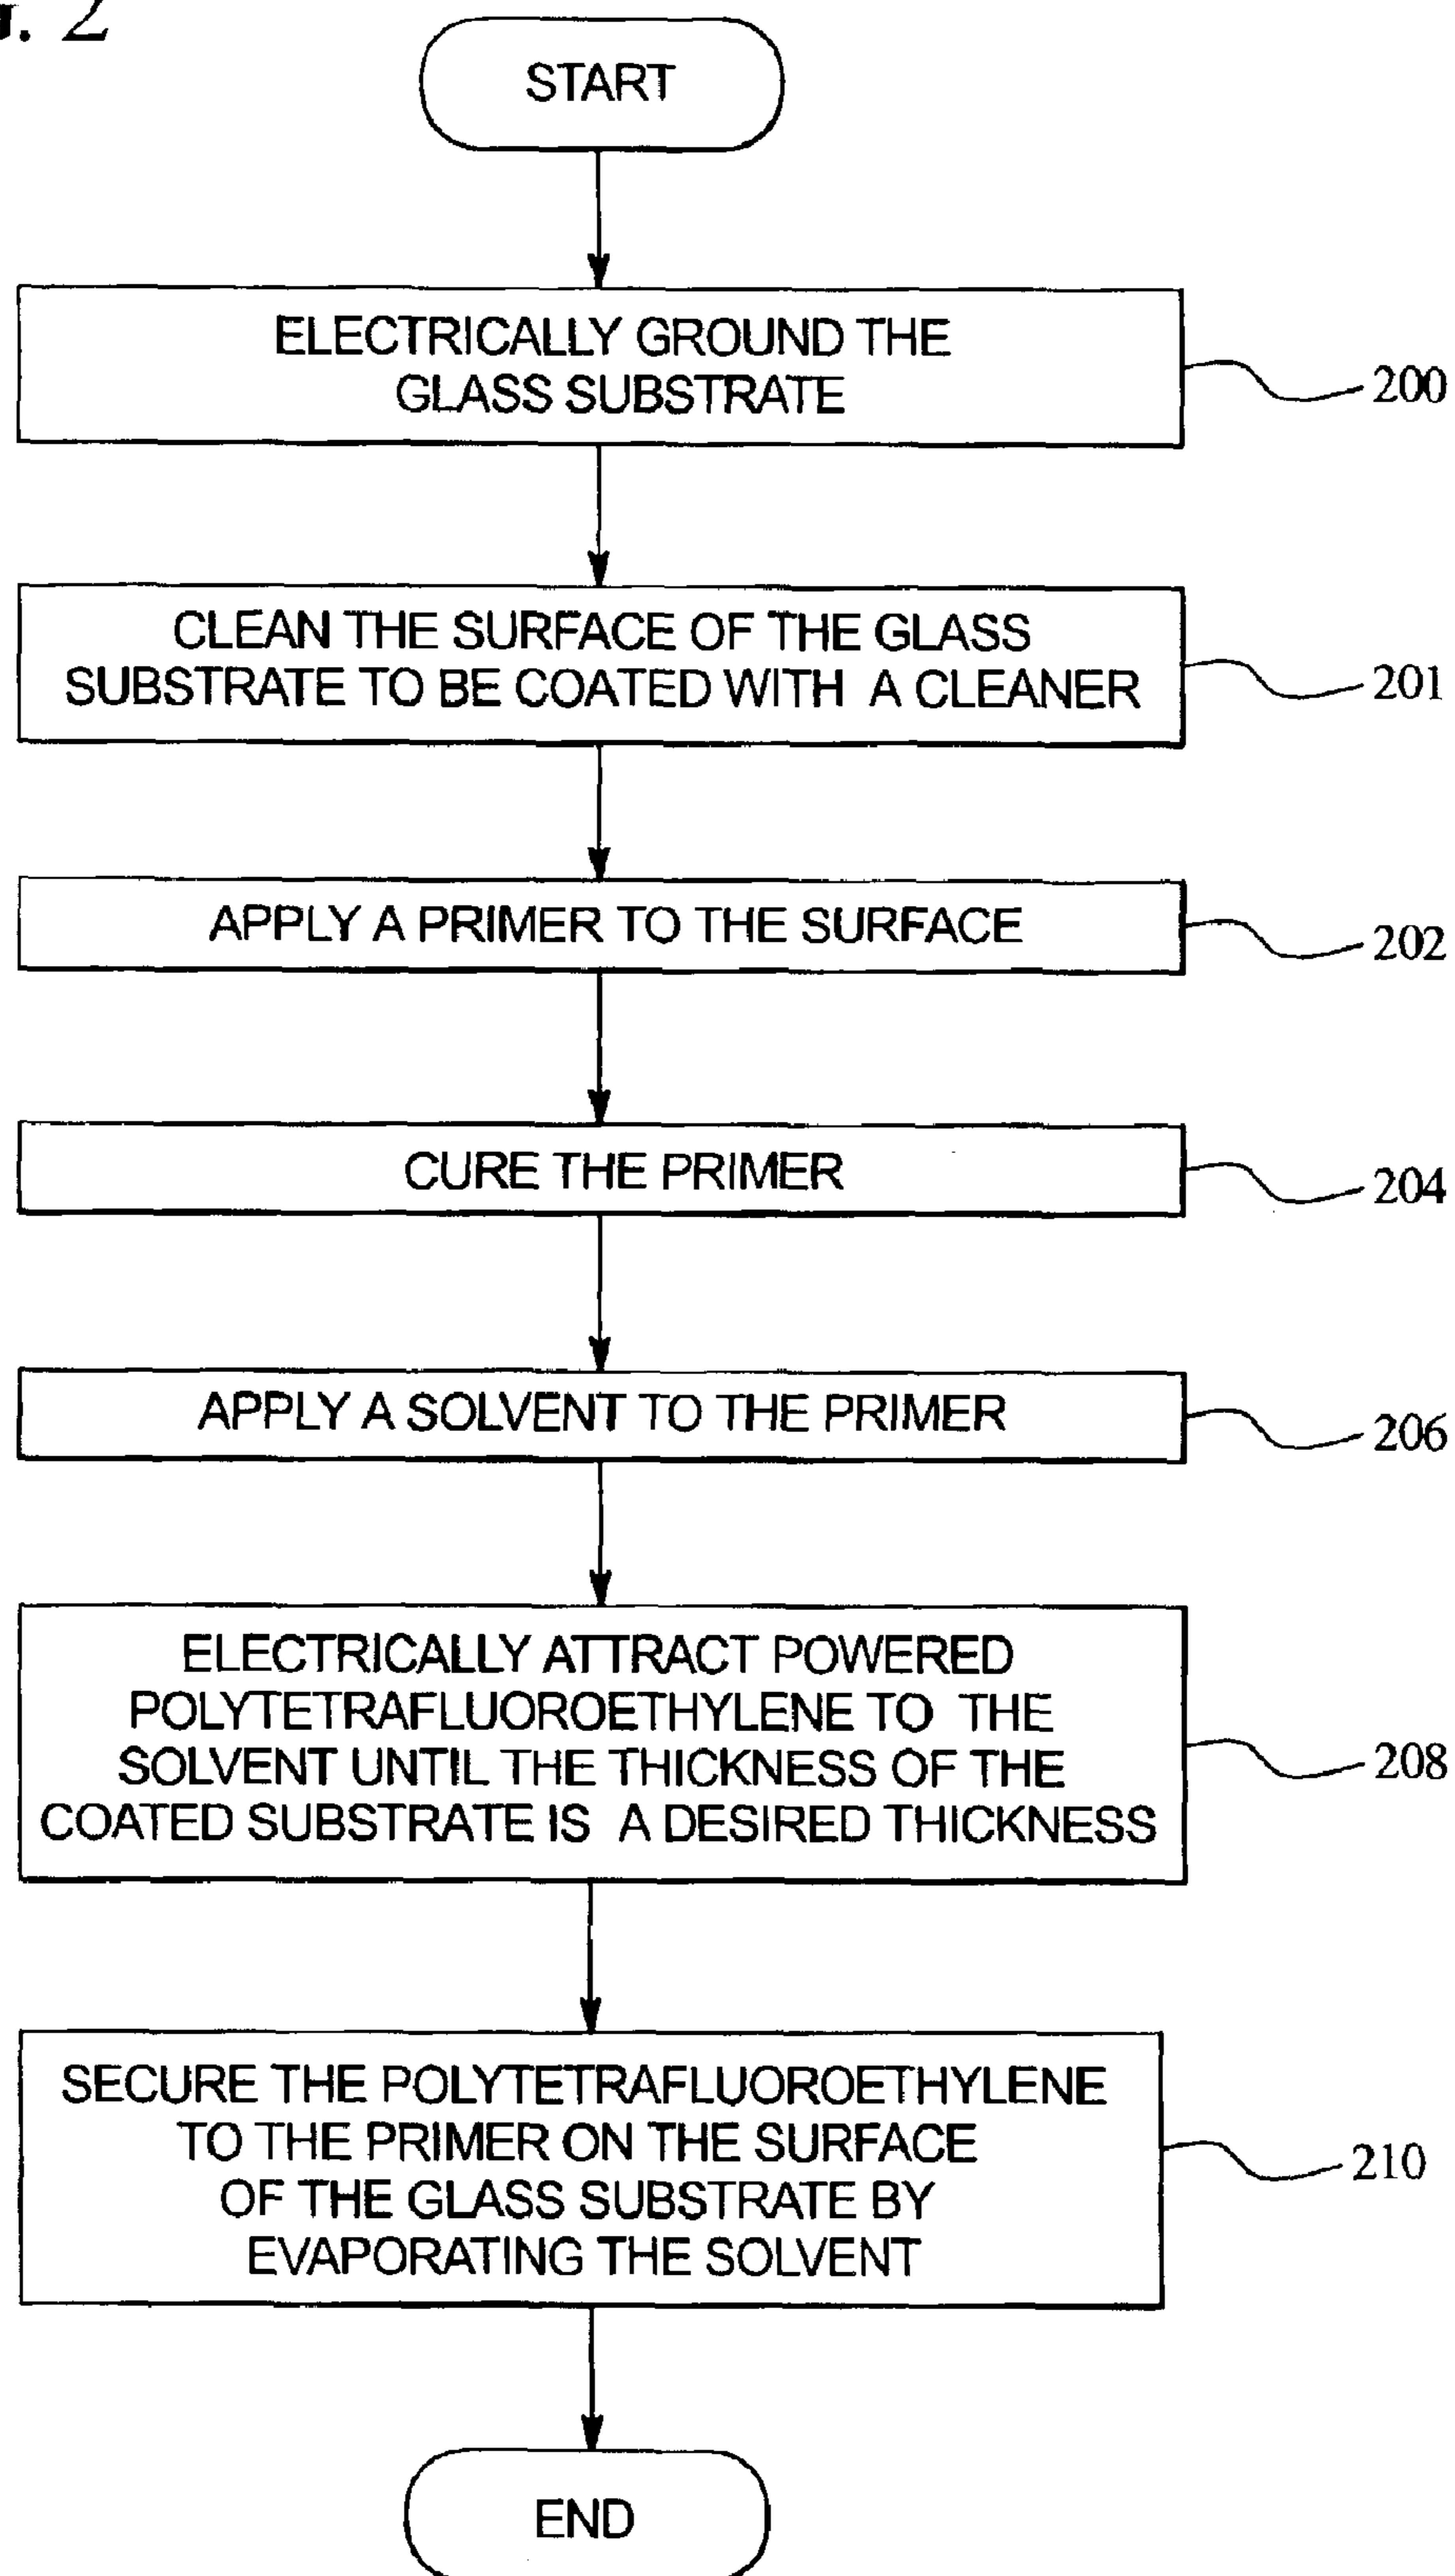 . 2
START
ELECTRICALLY GROUND THE
GLASS SUBSTRATE
200
CLEAN THE SURFACE OF THE GLASS
SUBSTRATE TO BE COATED WITH A CLEANER
201
APPLY A PRIMER TO THE SURFACE
202
CURE THE PRIMER
204
APPLY A SOLVENT TO THE PRIMER
206
ELECTRICALLY ATTRACT POWERED
POLYTETRAFLUOROETHYLENE TO THE
SOLVENT UNTIL THE THICKNESS OF THE
COATED SUBSTRATE IS A DESIRED THICKNESS
208
SECURE THE POLYTETRAFLUOROETHYLENE
TO THE PRIMER ON THE SURFACE
OF THE GLASS SUBSTRATE BY
EVAPORATING THE SOLVENT
210
END